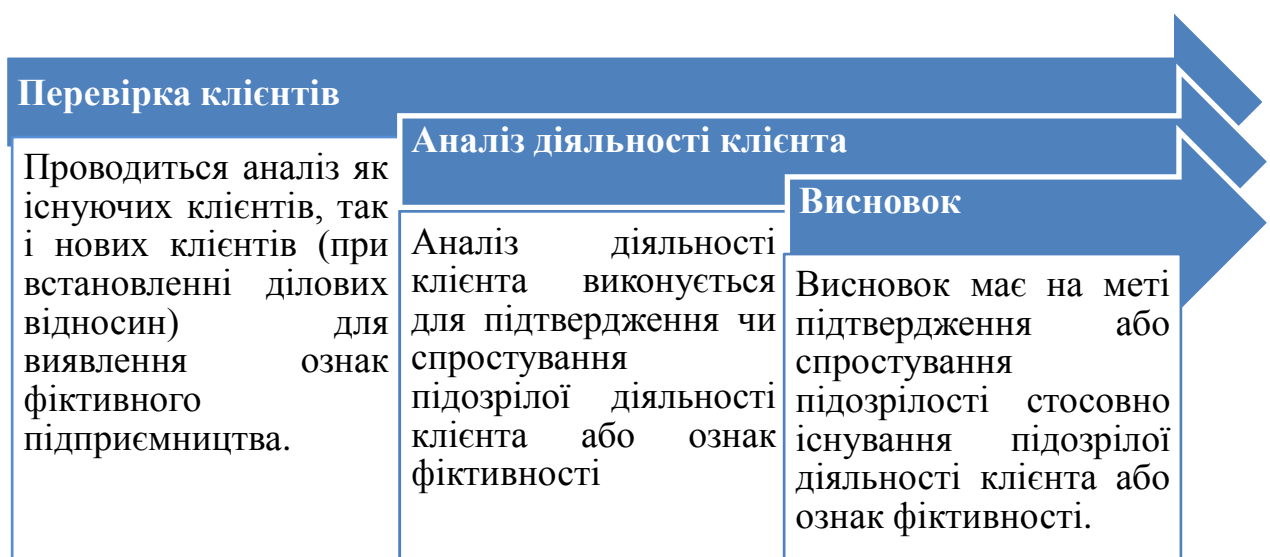 Перевірка клієнтів
Проводиться аналіз як
існуючих клієнтів, так
і нових клієнтів (при
встановленні ділових
відносин) для
виявлення ознак
фіктивного
підприємництва.
Аналіз діяльності клієнта
Аналіз діяльності
клієнта виконується
для підтвердження чи
спростування
підозрілої діяльності
клієнта або ознак
фіктивності
Висновок
Висновок має на меті
підтвердження або
спростування
підозрілості стосовно
існування підозрілої
діяльності клієнта або
ознак фіктивності.